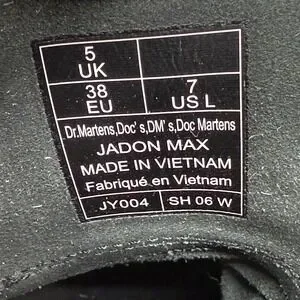 5
UK
38 7
EU US L
Dr.Martens,Doc' s,DM' s,Doc Martens
JADON MAX
MADE IN VIETNAM
Fabriqué en Vietnam
JY004 SH 06 W